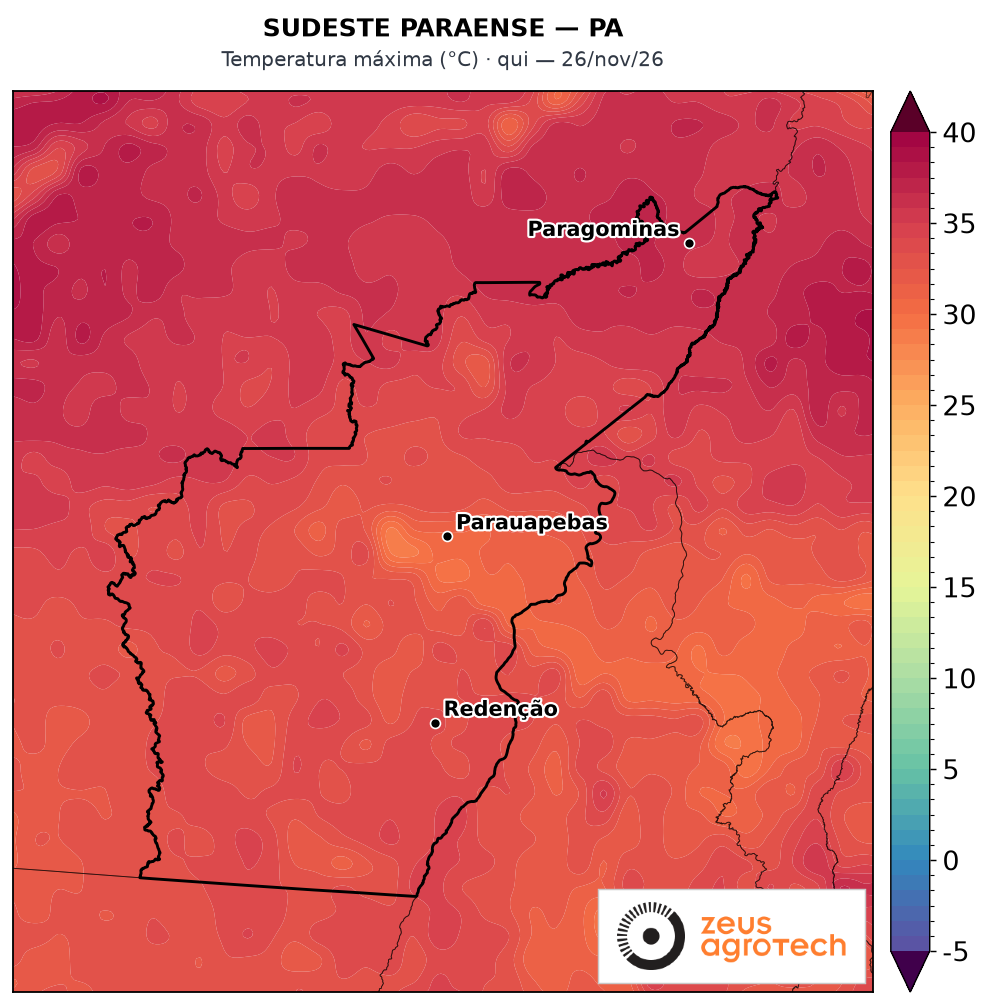 SUDESTE PARAENSE — PA
Temperatura máxima (°C) · qui — 26/nov/26
Paragominas
Parauapebas
Redenção
40
35
30
25
20
15
10
5
0
-5
zeus
agrotech